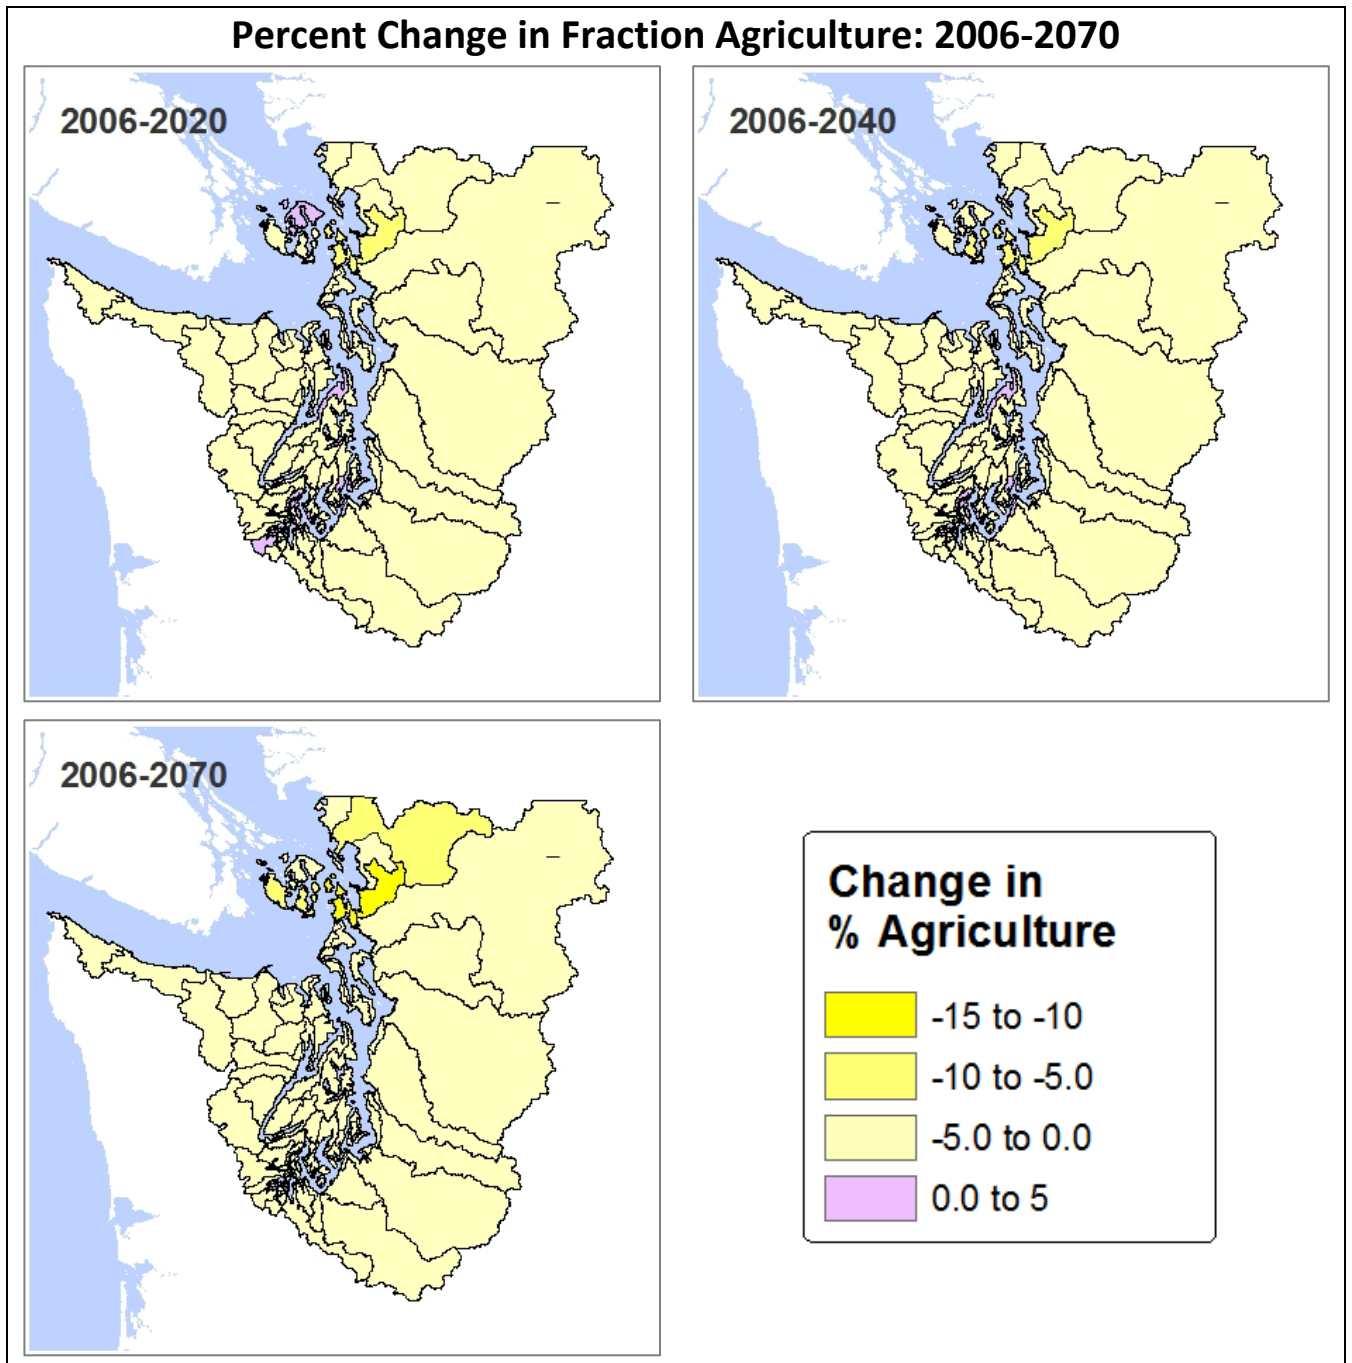 Percent Change in Fraction Agriculture: 2006-2070
2006-2020
2006-2040
2006-2070
Change in
% Agriculture
-15 to -10
-10 to -5.0
-5.0 to 0.0
0.0 to 5